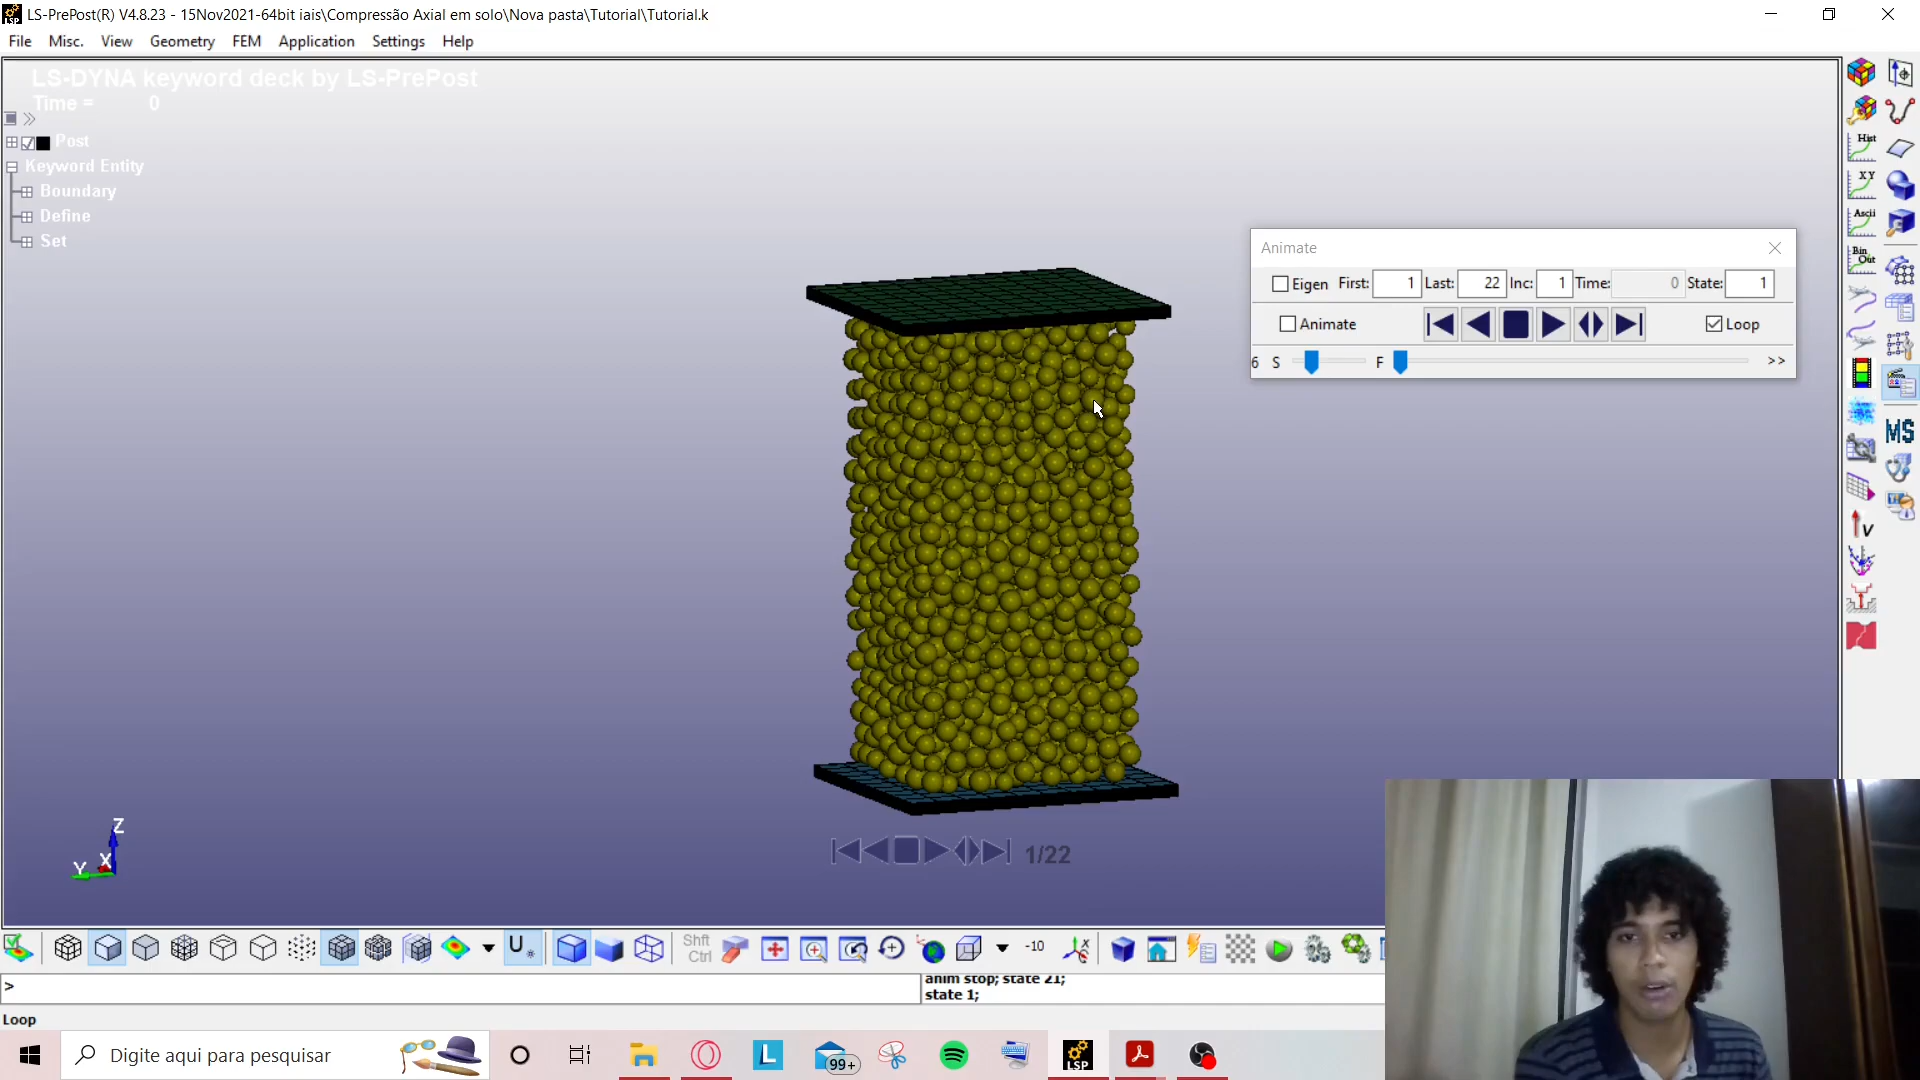 LS-PrePost(R) V4.8.23 - 15Nov2021-64bit iais\Compressão Axial em solo\Nova pasta\Tutorial\Tutorial.k
File Misc. View Geometry FEM Application Settings Help
LS-DYNA keyword deck by LS-PrePost
Time = 0
Post
Keyword Entity
Boundary
Define
Set
Animate
Eigen First: 1 Last: 22 Inc: 1 Time: 0 State: 1
Animate Loop
6 S F >>
Hist
XY
Ascii
Bin Out
MS
V
Z
Y X
1/22
Shft
Ctrl
-10
>
anim stop; state 21;
state 1;
Loop
Digite aqui para pesquisar
99+
LSP